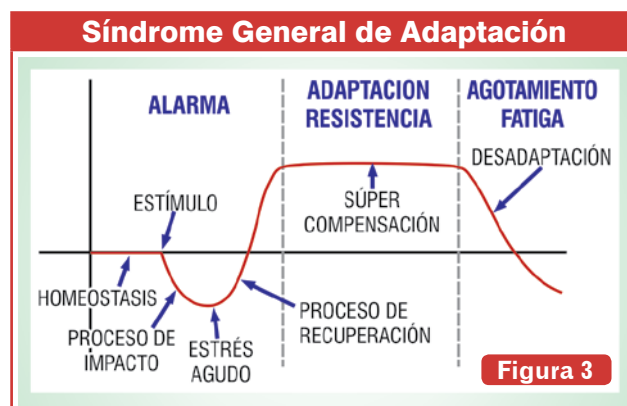 Síndrome General de Adaptación
ALARMA
ADAPTACION
RESISTENCIA
AGOTAMIENTO
FATIGA
DESADAPTACIÓN
ESTÍMULO
SÚPER
COMPENSACIÓN
HOMEOSTASIS
PROCESO DE
IMPACTO
ESTRÉS
AGUDO
PROCESO DE
RECUPERACIÓN
Figura 3